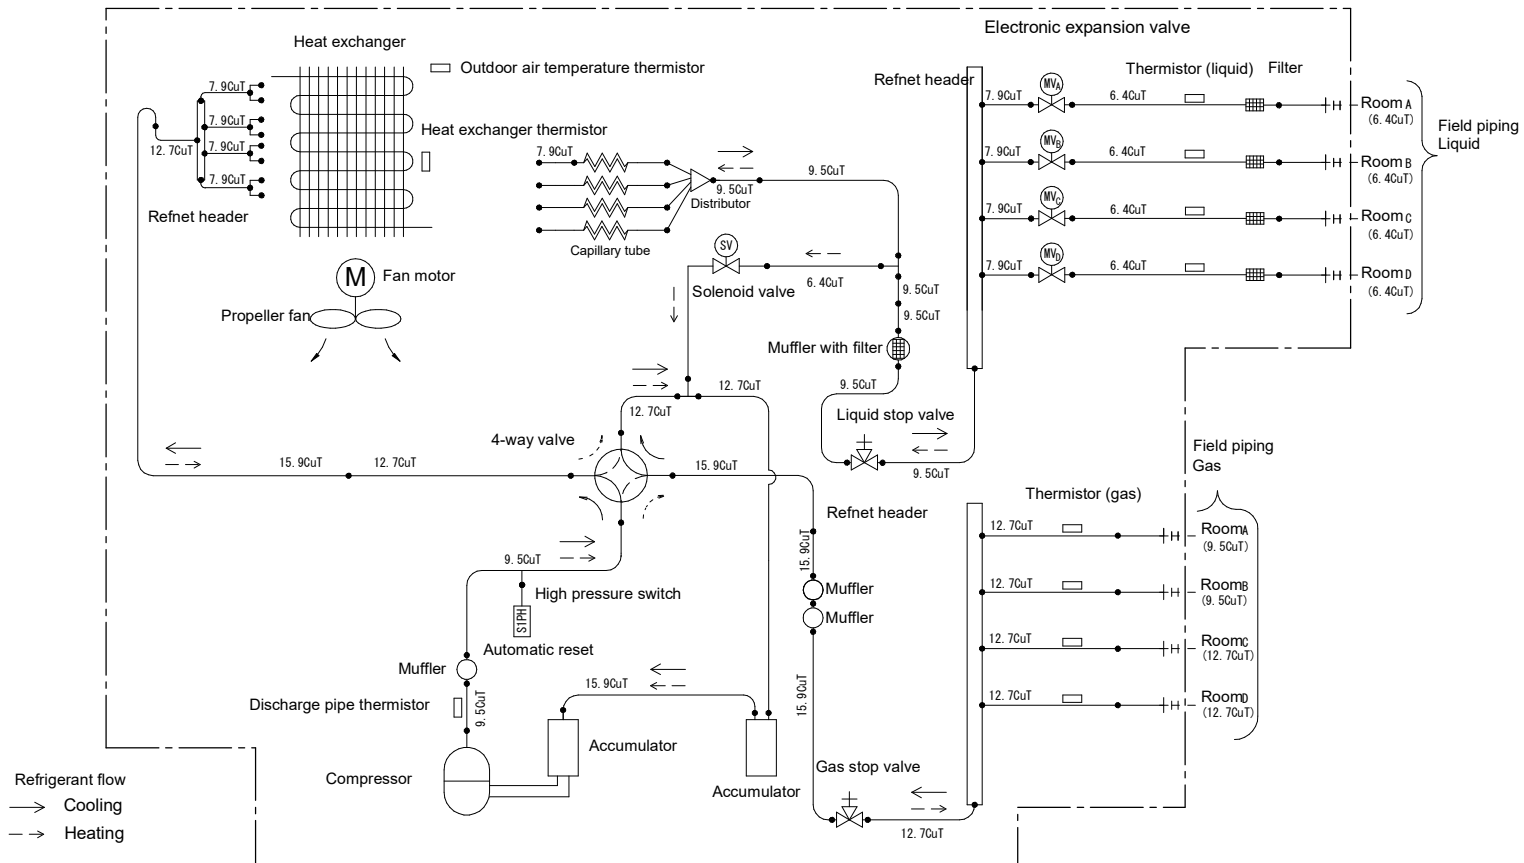 Electronic expansion valve
Heat exchanger
Outdoor air temperature thermistor
Refnet header
Thermistor (liquid)
Filter
7.9CuT
7.9CuT
7.9CuT
7.9CuT
12.7CuT
Refnet header
Heat exchanger thermistor
7.9CuT
9.5CuT
Distributor
Capillary tube
9.5CuT
7.9CuT
MVA
6.4CuT
Room A
(6.4CuT)
7.9CuT
MVB
6.4CuT
Room B
(6.4CuT)
7.9CuT
MVC
6.4CuT
Room C
(6.4CuT)
7.9CuT
MVD
6.4CuT
Room D
(6.4CuT)
Field piping
Liquid
M
Fan motor
Propeller fan
SV
Solenoid valve
6.4CuT
9.5CuT
9.5CuT
Muffler with filter
9.5CuT
Liquid stop valve
9.5CuT
12.7CuT
12.7CuT
4-way valve
15.9CuT
12.7CuT
15.9CuT
Refnet header
Thermistor (gas)
Field piping
Gas
12.7CuT
RoomA
(9.5CuT)
12.7CuT
RoomB
(9.5CuT)
12.7CuT
RoomC
(12.7CuT)
12.7CuT
RoomD
(12.7CuT)
15.9CuT
Muffler
Muffler
15.9CuT
9.5CuT
High pressure switch
S1PH
Automatic reset
Muffler
Discharge pipe thermistor
9.5CuT
15.9CuT
Accumulator
Accumulator
Compressor
Gas stop valve
12.7CuT
Refrigerant flow
Cooling
Heating